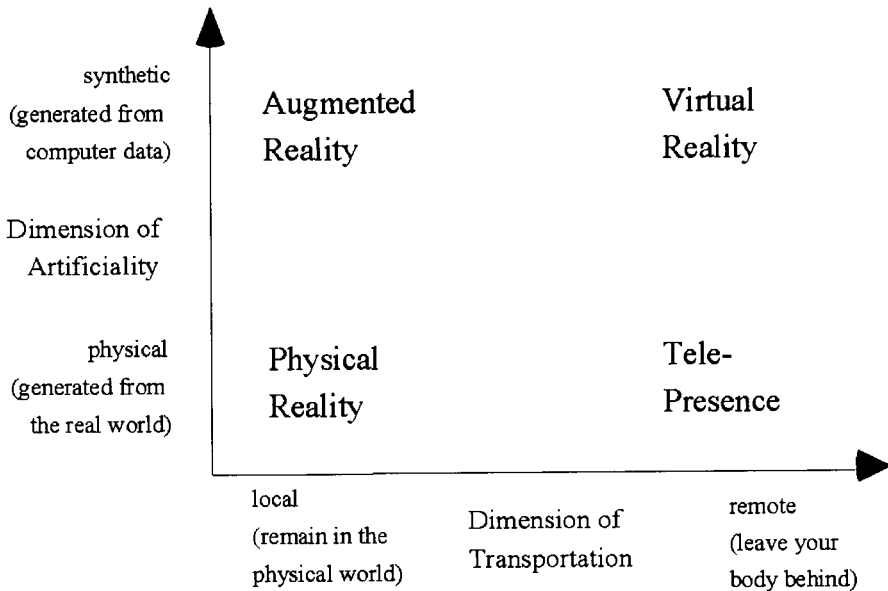 synthetic
(generated from
computer data)
Augmented
Reality
Virtual
Reality
Dimension of
Artificiality
physical
(generated from
the real world)
Physical
Reality
Tele-
Presence
local
(remain in the
physical world)
Dimension of
Transportation
remote
(leave your
body behind)